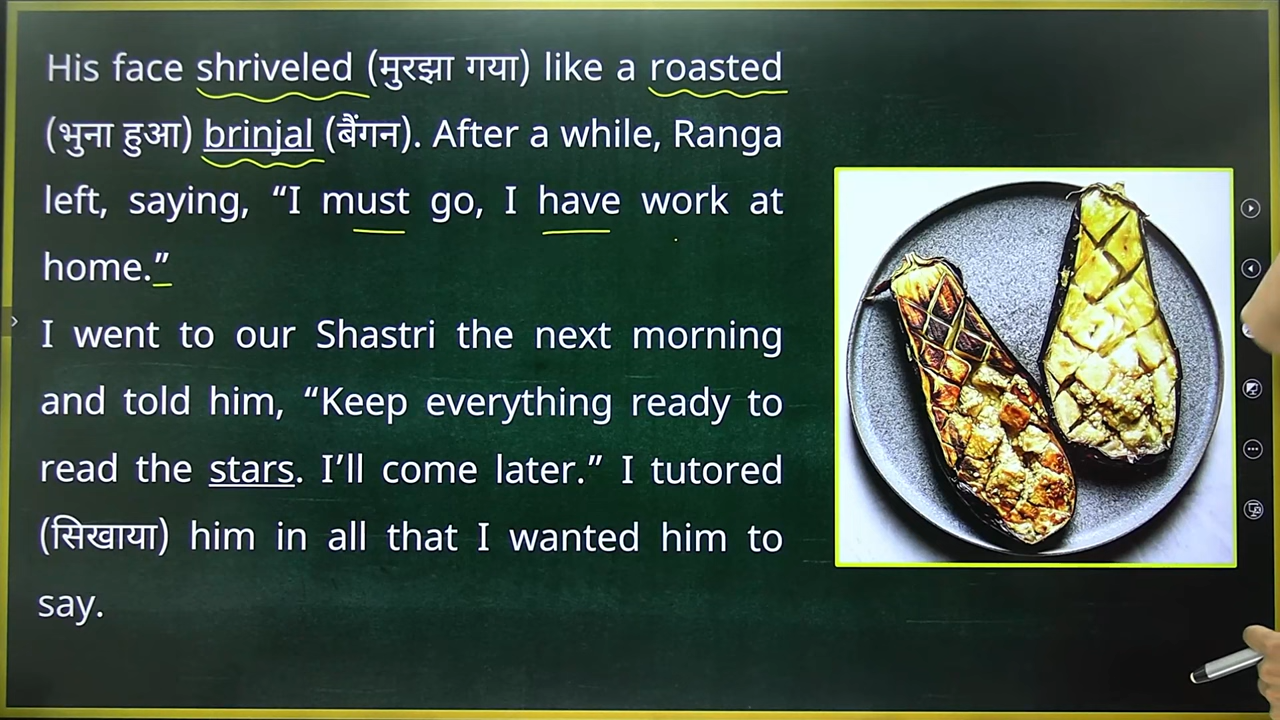 His face shriveled (मुरझा गया) like a roasted
(भुना हुआ) brinjal (बैंगन). After a while, Ranga
left, saying, “I must go, I have work at
home.”
I went to our Shastri the next morning
and told him, “Keep everything ready to
read the stars. I’ll come later.” I tutored
(सिखाया) him in all that I wanted him to
say.